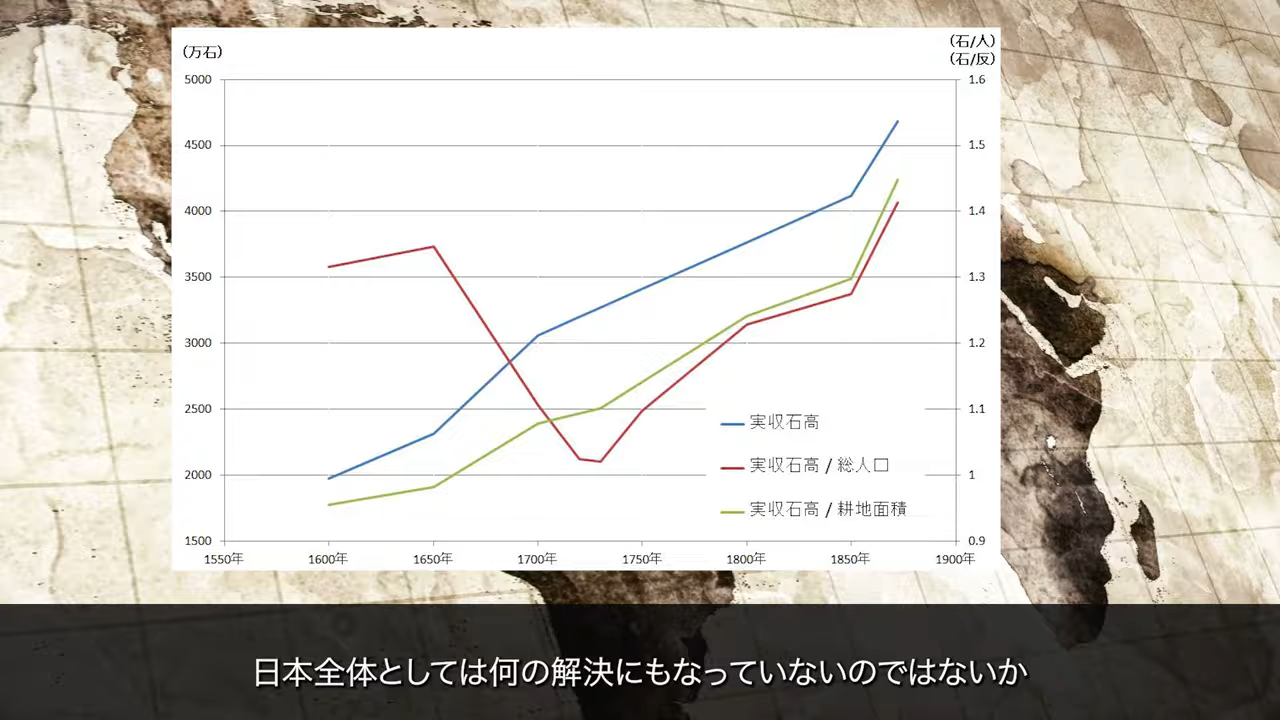 (万石)
(石/人)
(石/反)
5000
4500
4000
3500
3000
2500
2000
1500
1.6
1.5
1.4
1.3
1.2
1.1
1
0.9
1550年
1600年
1650年
1700年
1750年
1800年
1850年
1900年
実収石高
実収石高 / 総人口
実収石高 / 耕地面積
日本全体としては何の解決にもなっていないのではないか